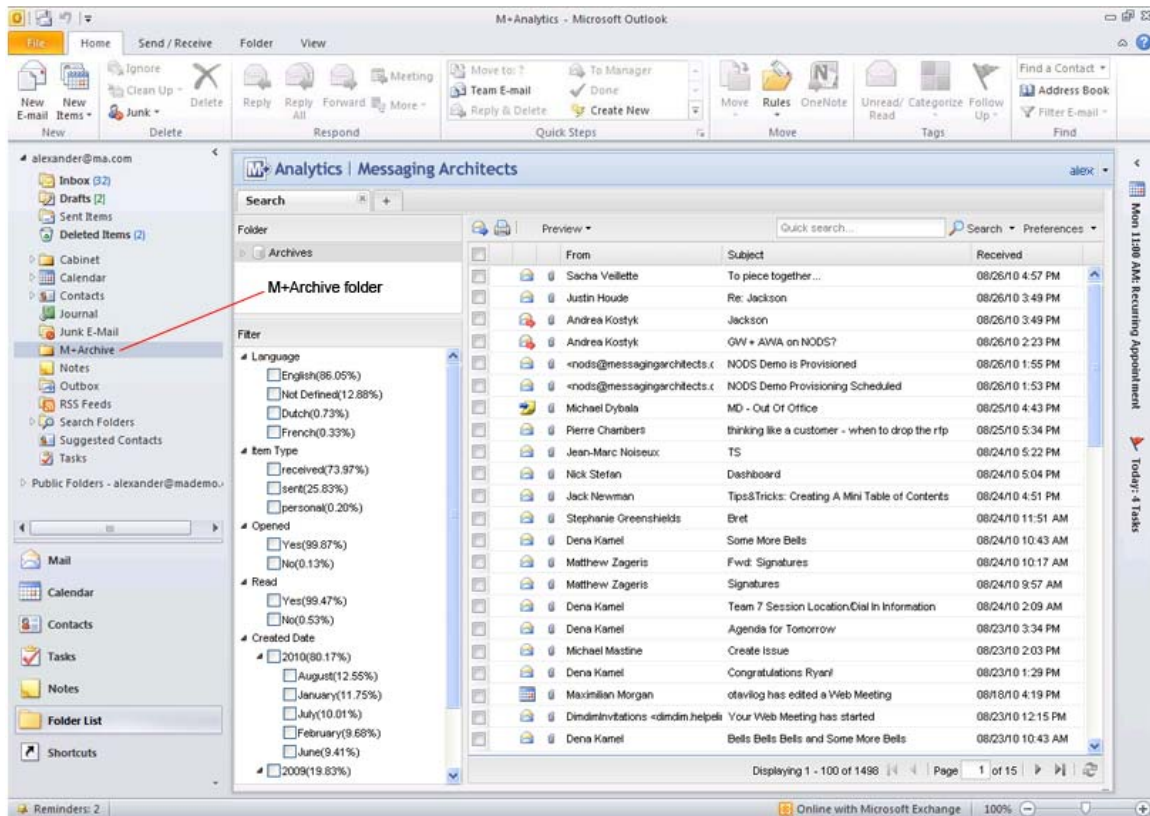 M+Analytics - Microsoft Outlook
File Home Send / Receive Folder View
Ignore
Clean Up
Junk
Delete
New E-mail
New Items
Reply
Reply All
Forward
Meeting
More
Move to: ?
Team E-mail
Reply & Delete
To Manager
Done
Create New
Move
Rules
OneNote
Unread/ Read
Categorize
Follow Up
Find a Contact
Address Book
Filter E-mail
New Delete Respond Quick Steps Move Tags Find
alexander@ma.com
Inbox (32)
Drafts [2]
Sent Items
Deleted Items (2)
Cabinet
Calendar
Contacts
Journal
Junk E-Mail
M+Archive
Notes
Outbox
RSS Feeds
Search Folders
Suggested Contacts
Tasks
Public Folders - alexander@mademo.
Mail
Calendar
Contacts
Tasks
Notes
Folder List
Shortcuts
M+ Analytics | Messaging Architects
alex
Search
Folder
Archives
M+Archive folder
Filter
Language
English(86.05%)
Not Defined(12.88%)
Dutch(0.73%)
French(0.33%)
Item Type
received(73.97%)
sent(25.83%)
personal(0.20%)
Opened
Yes(99.87%)
No(0.13%)
Read
Yes(99.47%)
No(0.53%)
Created Date
2010(80.17%)
August(12.55%)
January(11.75%)
July(10.01%)
February(9.68%)
June(9.41%)
2009(19.83%)
Preview Quick search... Search Preferences
From Subject Received
Sacha Veillette To piece together... 08/26/10 4:57 PM
Justin Houde Re: Jackson 08/26/10 3:49 PM
Andrea Kostyk Jackson 08/26/10 3:49 PM
Andrea Kostyk GW + AWA on NODS? 08/26/10 2:23 PM
<nods@messagingarchitects.c NODS Demo is Provisioned 08/26/10 1:55 PM
<nods@messagingarchitects.c NODS Demo Provisioning Scheduled 08/26/10 1:53 PM
Michael Dybala MD - Out Of Office 08/25/10 4:43 PM
Pierre Chambers thinking like a customer - when to drop the rfp 08/25/10 5:34 PM
Jean-Marc Noiseux TS 08/24/10 5:22 PM
Nick Stefan Dashboard 08/24/10 5:04 PM
Jack Newman Tips&Tricks: Creating A Mini Table of Contents 08/24/10 4:51 PM
Stephanie Greenshields Bret 08/24/10 11:51 AM
Dena Kamel Some More Bells 08/24/10 10:43 AM
Matthew Zageris Fwd: Signatures 08/24/10 10:17 AM
Matthew Zageris Signatures 08/24/10 9:57 AM
Dena Kamel Team 7 Session Location/Dial In Information 08/24/10 2:09 AM
Dena Kamel Agenda for Tomorrow 08/23/10 3:34 PM
Michael Mastine Create Issue 08/23/10 2:03 PM
Dena Kamel Congratulations Ryan! 08/23/10 1:29 PM
Maximilian Morgan otavilog has edited a Web Meeting 08/18/10 4:19 PM
DimdimInvitations <dimdim.helpeli Your Web Meeting has started 08/23/10 12:15 PM
Dena Kamel Bells Bells Bells and Some More Bells 08/23/10 10:43 AM
Displaying 1 - 100 of 1498 Page 1 of 15
Mon 11:00 AM: Recurring Appointment
Today: 4 Tasks
Reminders: 2 Online with Microsoft Exchange 100%